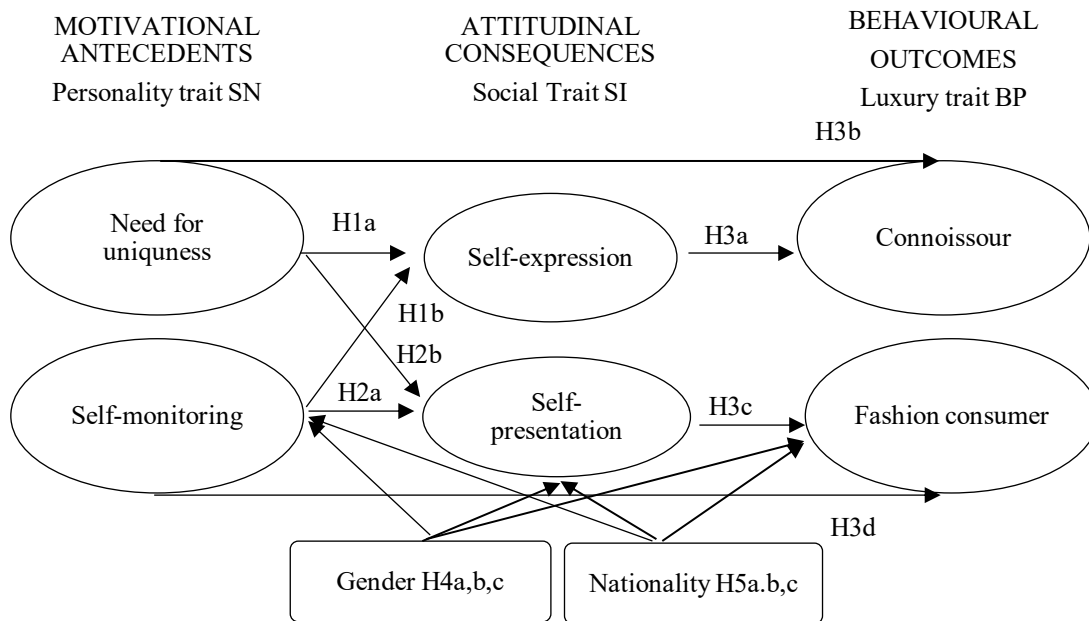 MOTIVATIONAL
ANTECEDENTS
Personality trait SN
ATTITUDINAL
CONSEQUENCES
Social Trait SI
BEHAVIOURAL
OUTCOMES
Luxury trait BP
H3b
Need for
uniquness
H1a
Self-expression
H3a
Connoissour
H1b
H2b
Self-monitoring
H2a
Self-
presentation
H3c
Fashion consumer
H3d
Gender H4a,b,c
Nationality H5a.b,c